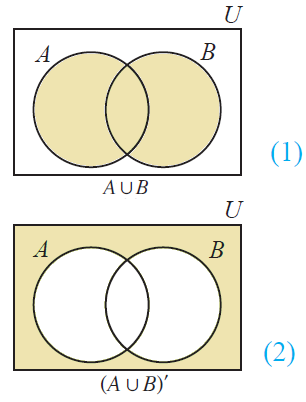 U
A B
(1)
A ∪ B
U
A B
(2)
(A ∪ B)′